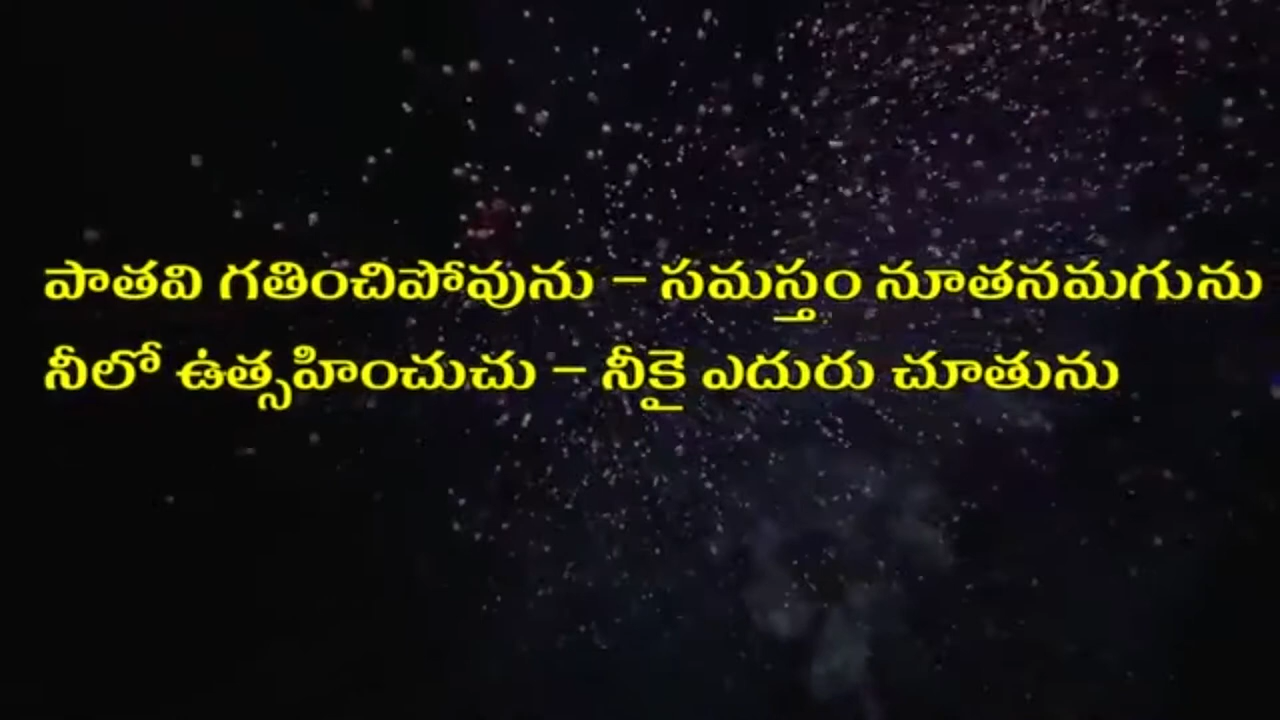 పాతవి గతించిపోవును – సమస్తం నూతనమగును
నీలో ఉత్సహించుచు – నీకై ఎదురు చూతును